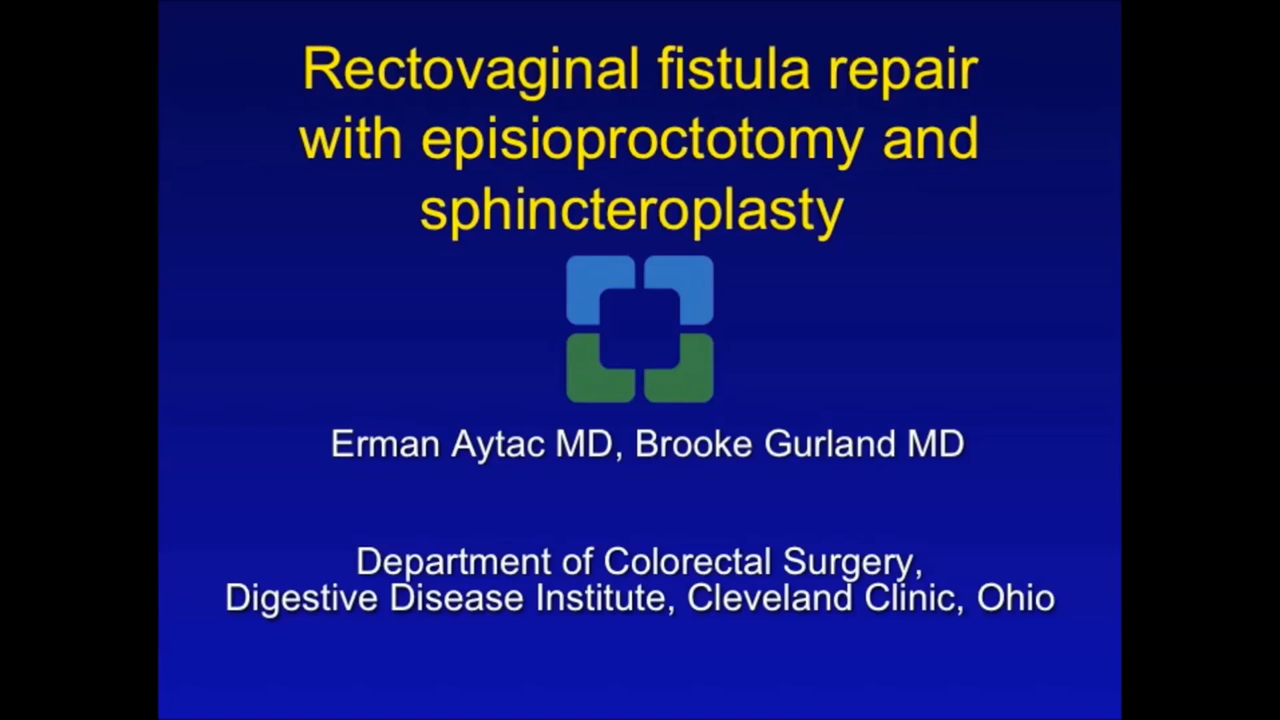 Rectovaginal fistula repair
with episioproctotomy and
sphincteroplasty
Erman Aytac MD, Brooke Gurland MD
Department of Colorectal Surgery,
Digestive Disease Institute, Cleveland Clinic, Ohio